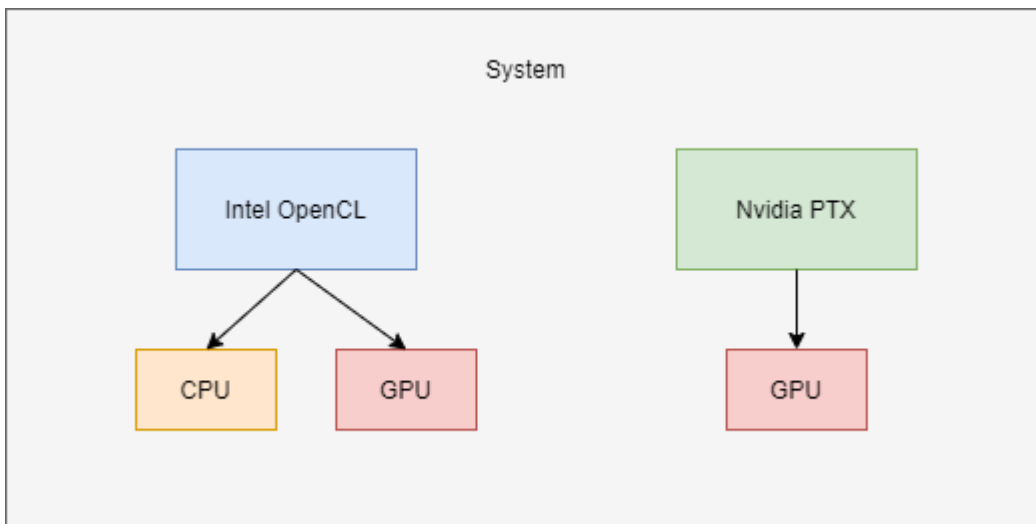 System
Intel OpenCL
Nvidia PTX
CPU
GPU
GPU